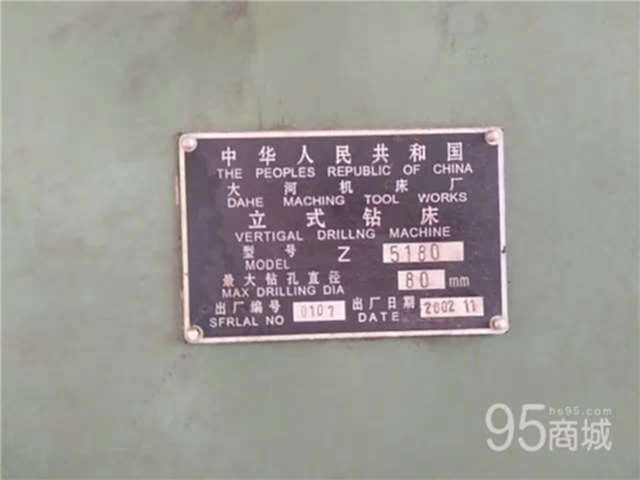 中华人民共和国
THE PEOPLES REPUBLIC OF CHINA
大河机床厂
DAHE MACHING TOOL WORKS
立式钻床
VERTIGAL DRILLNG MACHINE
型号 Z 5180
MODEL
最大钻孔直径 80 mm
MAX DRILLING DIA
出厂编号 0107 出厂日期 2002 11
SFRLAL NO DATE
hs95.com
95商城